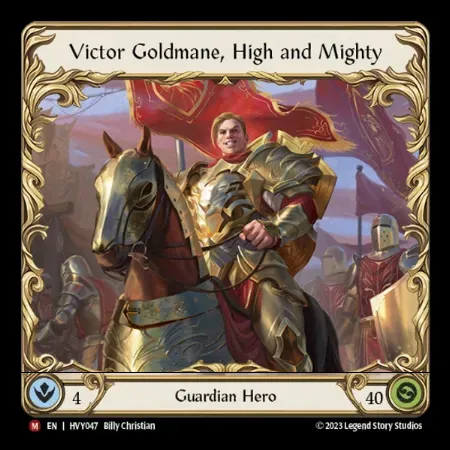 Victor Goldmane, High and Mighty
4 Guardian Hero 40
M EN | HVY047 Billy Christian ©2023 Legend Story Studios